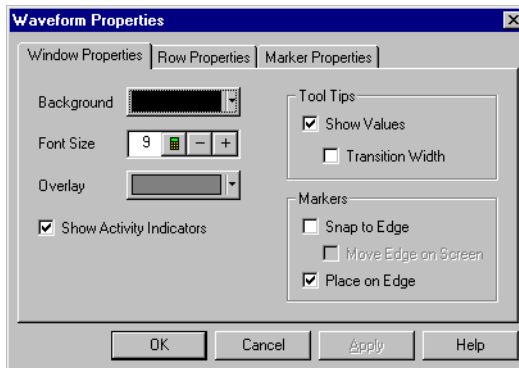 Waveform Properties
Window Properties
Row Properties
Marker Properties
Background
Font Size
9
Overlay
Show Activity Indicators
Tool Tips
Show Values
Transition Width
Markers
Snap to Edge
Move Edge on Screen
Place on Edge
OK
Cancel
Apply
Help